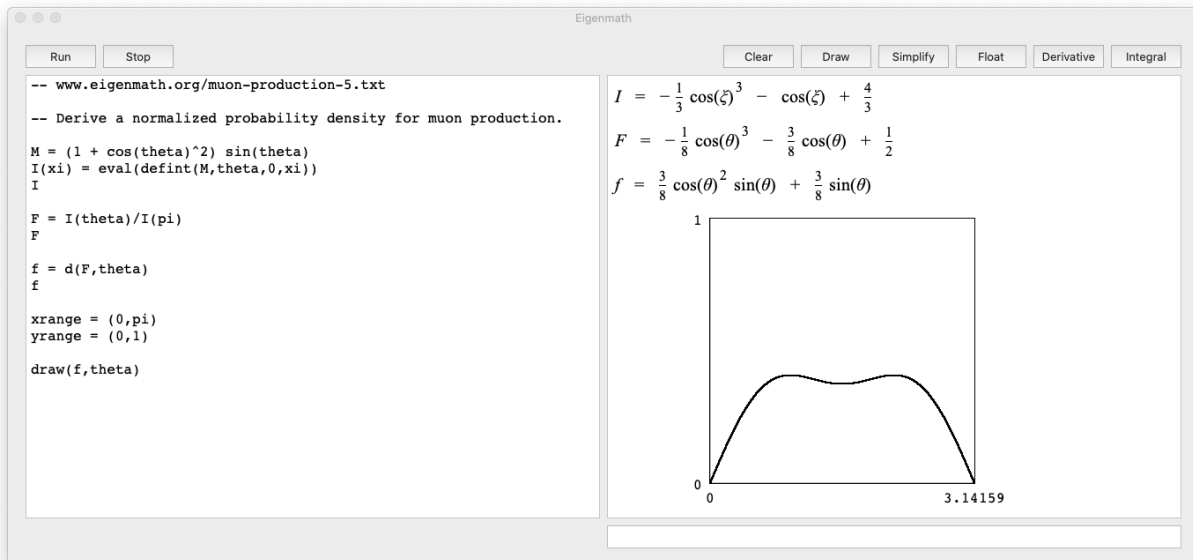 Eigenmath
Run Stop Clear Draw Simplify Float Derivative Integral
-- www.eigenmath.org/muon-production-5.txt
-- Derive a normalized probability density for muon production.
M = (1 + cos(theta)^2) sin(theta)
I(xi) = eval(defint(M,theta,0,xi))
I
F = I(theta)/I(pi)
F
f = d(F,theta)
f
xrange = (0,pi)
yrange = (0,1)
draw(f,theta)
I = −1/3 cos(ξ)³ − cos(ξ) + 4/3
F = −1/8 cos(θ)³ − 3/8 cos(θ) + 1/2
f = 3/8 cos(θ)² sin(θ) + 3/8 sin(θ)
1
0
0 3.14159